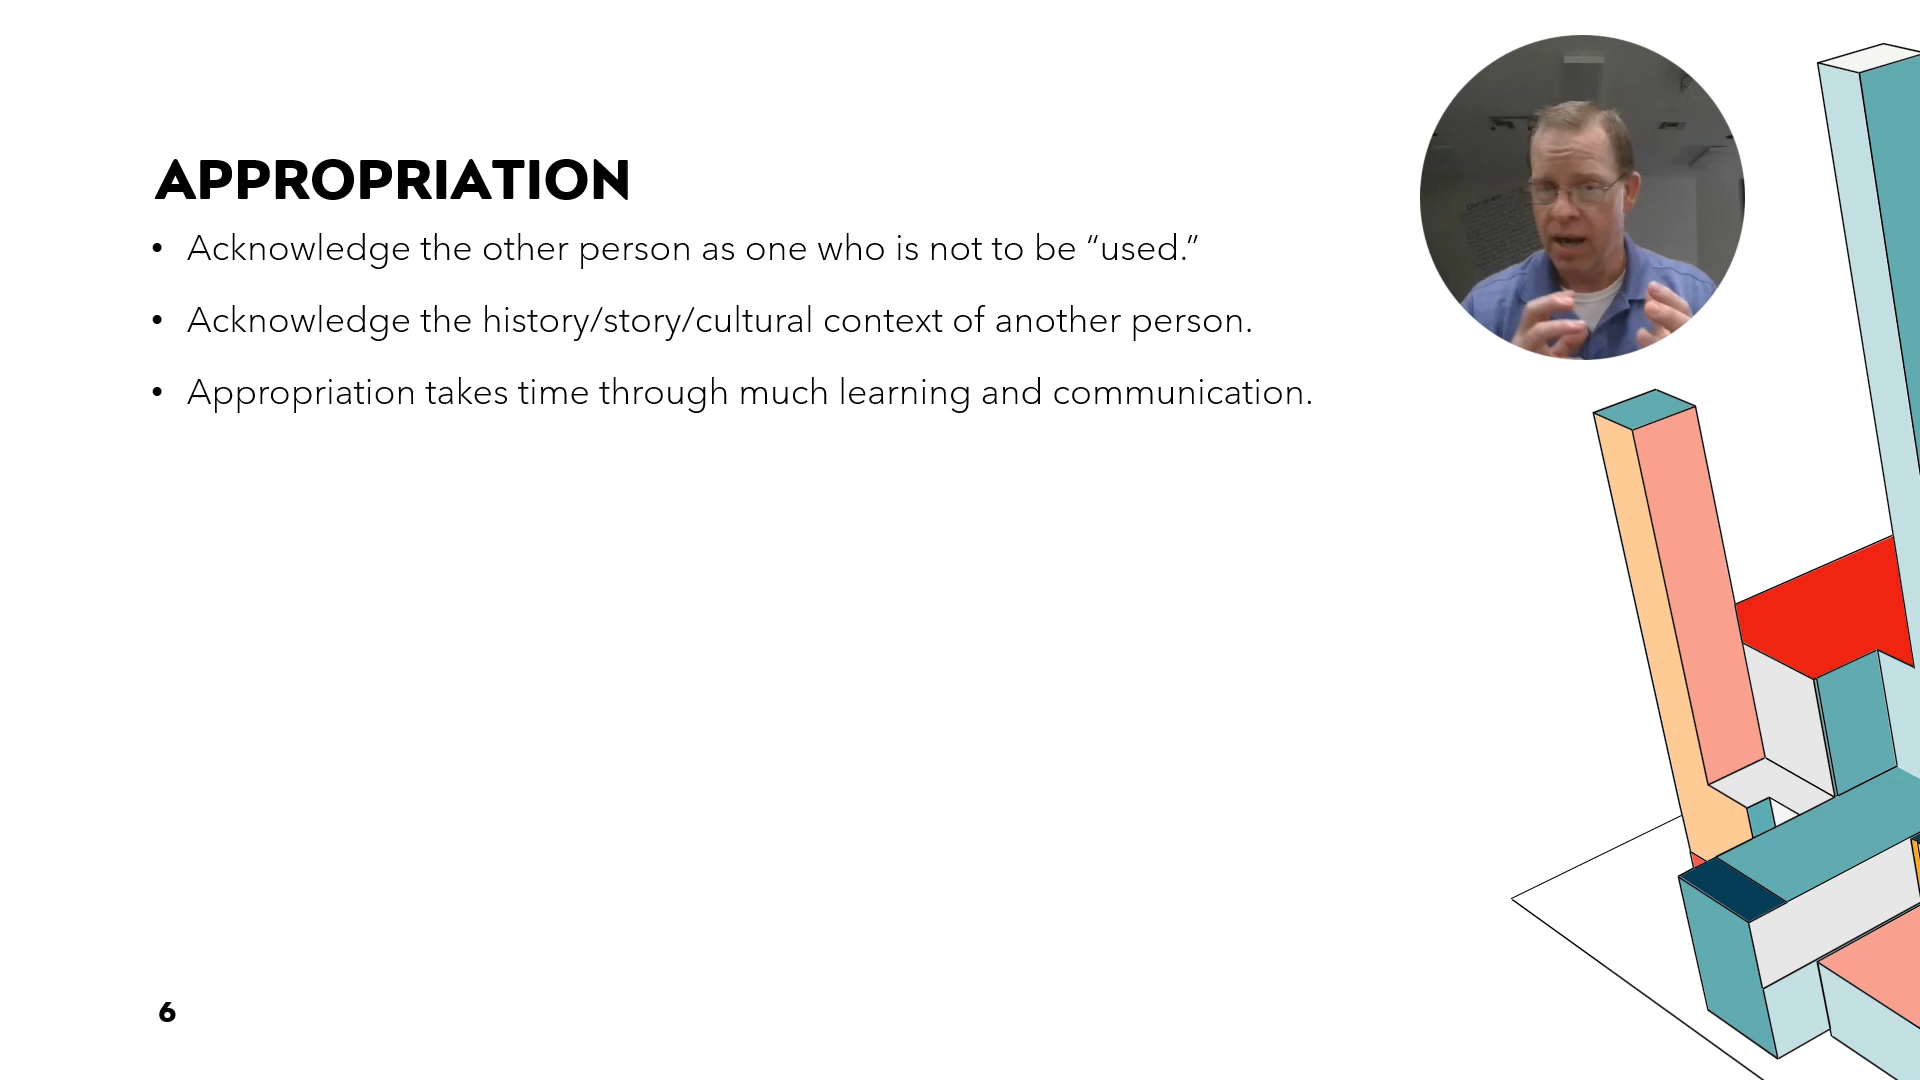 APPROPRIATION
• Acknowledge the other person as one who is not to be “used.”
• Acknowledge the history/story/cultural context of another person.
• Appropriation takes time through much learning and communication.
6